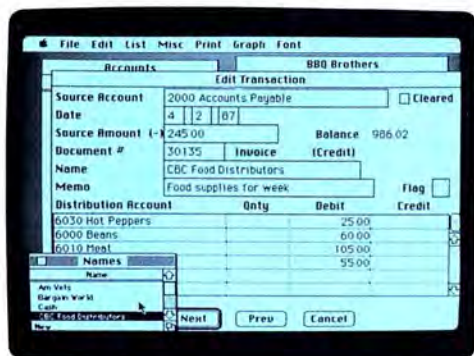 File Edit List Misc Print Graph Font
Accounts BBQ Brothers
Edit Transaction
Source Account 2000 Accounts Payable Cleared
Date 4 2 87
Source Amount (-) 245.00 Balance 986.02
Document # 30135 Invoice (Credit)
Name CBC Food Distributors
Memo Food supplies for week Flag
Distribution Account Qnty Debit Credit
6030 Hot Peppers 25.00
6000 Beans 60.00
6010 Meat 105.00
55.00
Names
Name
Am Vets
Bargain World
Cash
CBC Food Distributors
New
Next Prev Cancel